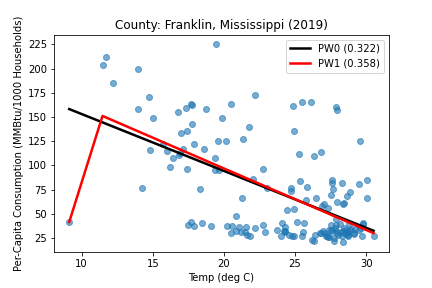 County: Franklin, Mississippi (2019)
PW0 (0.322)
PW1 (0.358)
Per-Capita Consumption (MMBtu/1000 Households)
225
200
175
150
125
100
75
50
25
10 15 20 25 30
Temp (deg C)